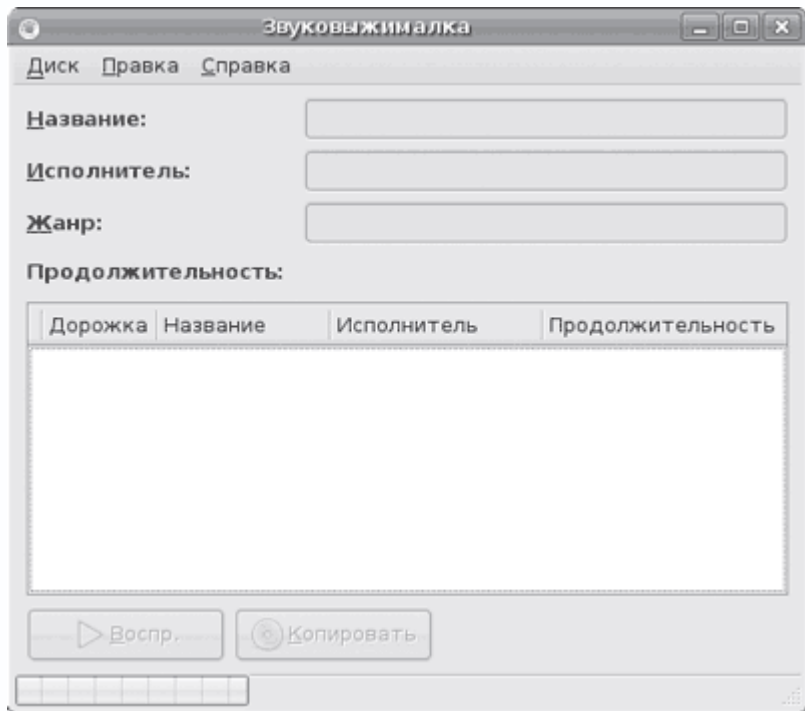 Звуковыжималка
Диск Правка Справка
Название:
Исполнитель:
Жанр:
Продолжительность:
Дорожка Название Исполнитель Продолжительность
Воспр. Копировать